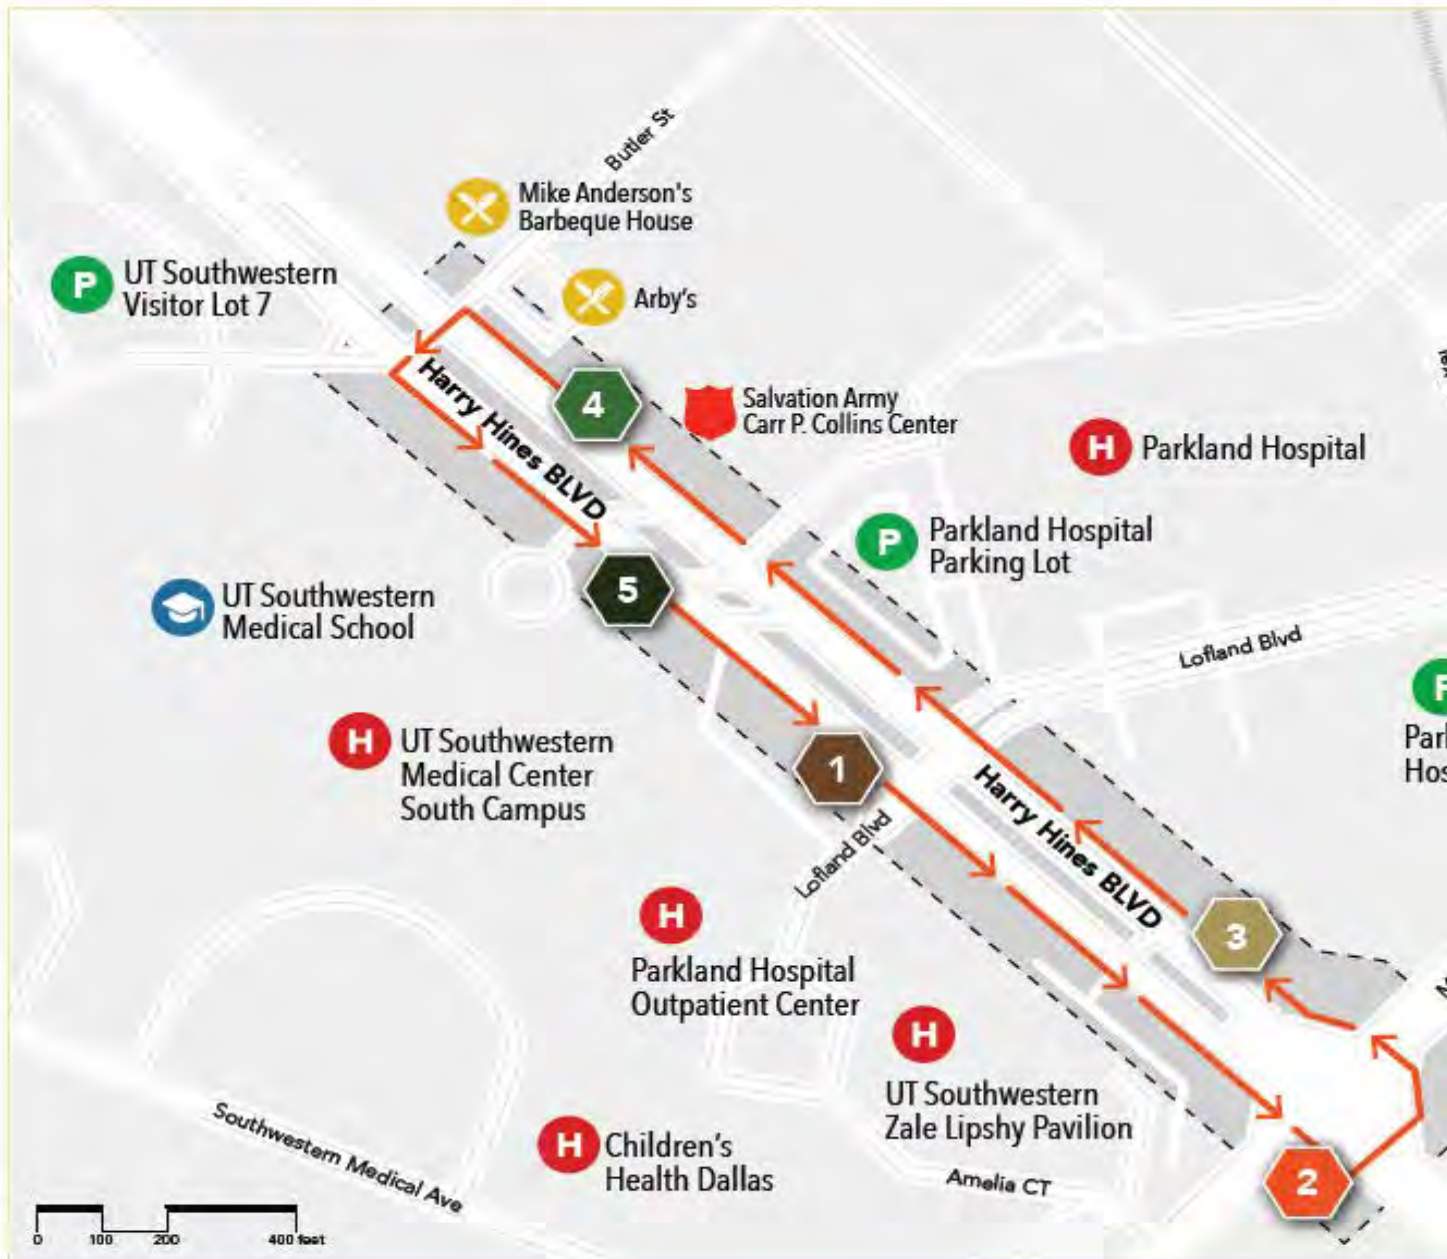 Butler St
Mike Anderson's
Barbeque House
P
UT Southwestern
Visitor Lot 7
Arby's
Harry Hines BLVD
4
Salvation Army
Carr P. Collins Center
H
Parkland Hospital
P
Parkland Hospital
Parking Lot
5
UT Southwestern
Medical School
Lofland Blvd
H
UT Southwestern
Medical Center
South Campus
1
Harry Hines BLVD
Lofland Blvd
H
Parkland Hospital
Outpatient Center
3
H
UT Southwestern
Zale Lipshy Pavilion
Southwestern Medical Ave
H
Children's
Health Dallas
Amelia CT
2
0 100 200 400 feet